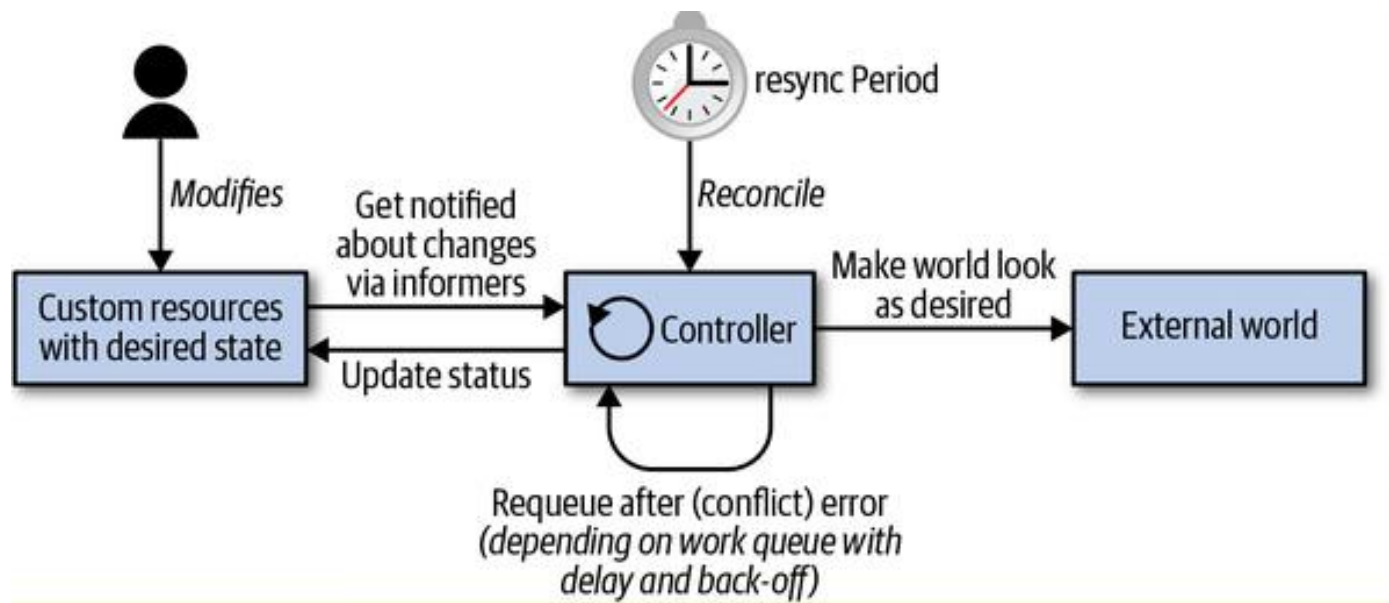 resync Period
Modifies
Reconcile
Get notified
about changes
via informers
Make world look
as desired
Custom resources
with desired state
Controller
External world
Update status
Requeue after (conflict) error
(depending on work queue with
delay and back-off)